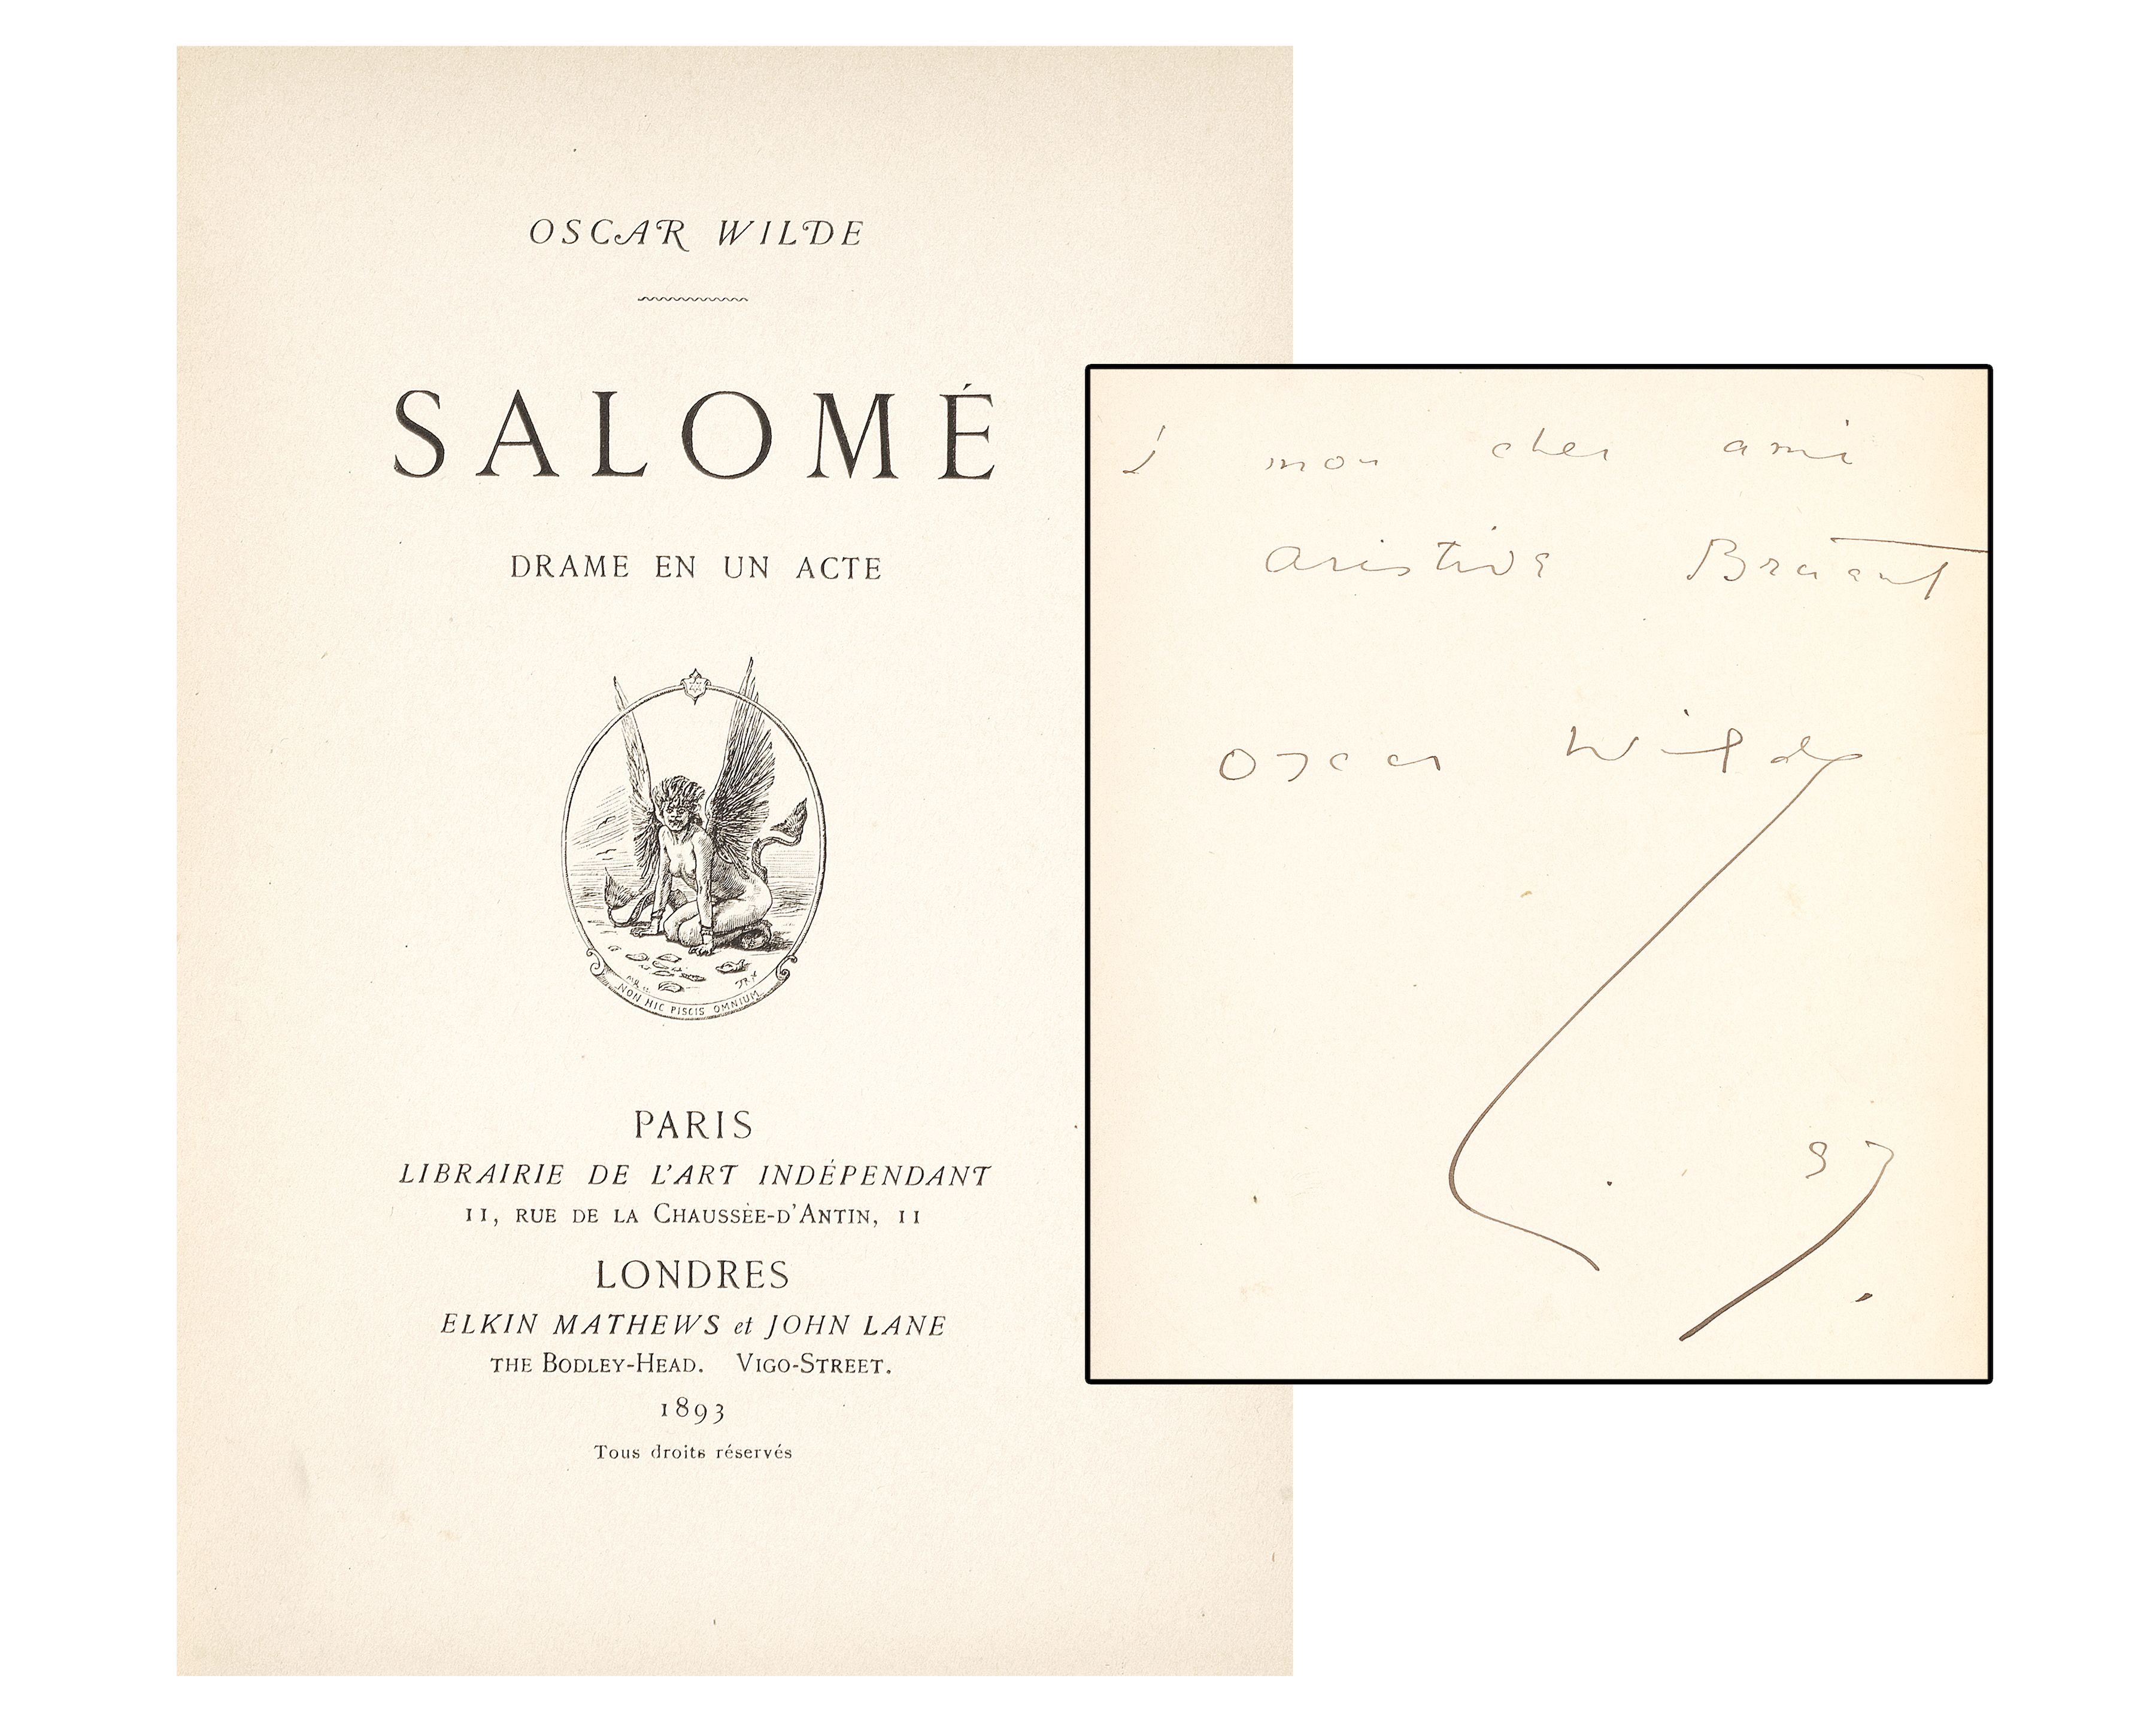 OSCAR WILDE
SALOMÉ
DRAME EN UN ACTE
NON HIC PISCIS OMNIUM
PARIS
LIBRAIRIE DE L'ART INDÉPENDANT
11, RUE DE LA CHAUSSÉE-D'ANTIN, 11
LONDRES
ELKIN MATHEWS et JOHN LANE
THE BODLEY-HEAD. VIGO-STREET.
1893
Tous droits réservés
à mon cher ami
Aristide Bruant
Oscar Wilde